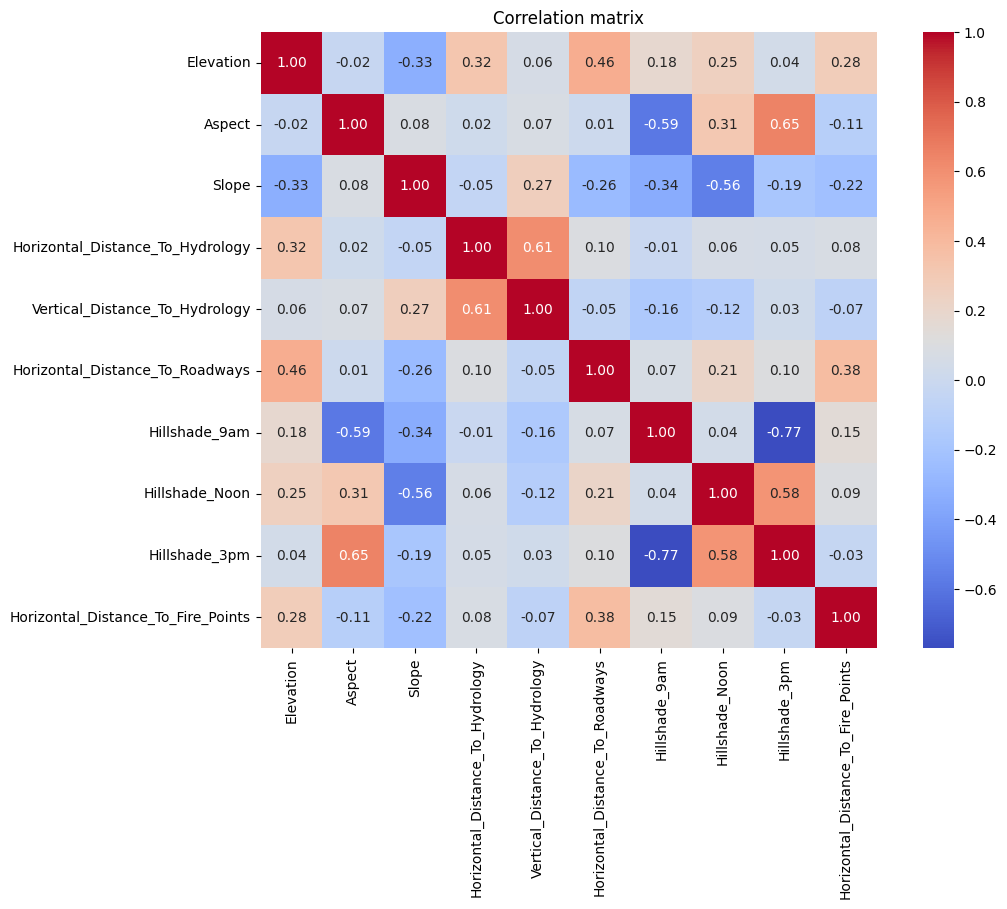 Correlation matrix
Elevation 1.00 -0.02 -0.33 0.32 0.06 0.46 0.18 0.25 0.04 0.28
Aspect -0.02 1.00 0.08 0.02 0.07 0.01 -0.59 0.31 0.65 -0.11
Slope -0.33 0.08 1.00 -0.05 0.27 -0.26 -0.34 -0.56 -0.19 -0.22
Horizontal_Distance_To_Hydrology 0.32 0.02 -0.05 1.00 0.61 0.10 -0.01 0.06 0.05 0.08
Vertical_Distance_To_Hydrology 0.06 0.07 0.27 0.61 1.00 -0.05 -0.16 -0.12 0.03 -0.07
Horizontal_Distance_To_Roadways 0.46 0.01 -0.26 0.10 -0.05 1.00 0.07 0.21 0.10 0.38
Hillshade_9am 0.18 -0.59 -0.34 -0.01 -0.16 0.07 1.00 0.04 -0.77 0.15
Hillshade_Noon 0.25 0.31 -0.56 0.06 -0.12 0.21 0.04 1.00 0.58 0.09
Hillshade_3pm 0.04 0.65 -0.19 0.05 0.03 0.10 -0.77 0.58 1.00 -0.03
Horizontal_Distance_To_Fire_Points 0.28 -0.11 -0.22 0.08 -0.07 0.38 0.15 0.09 -0.03 1.00
Elevation
Aspect
Slope
Horizontal_Distance_To_Hydrology
Vertical_Distance_To_Hydrology
Horizontal_Distance_To_Roadways
Hillshade_9am
Hillshade_Noon
Hillshade_3pm
Horizontal_Distance_To_Fire_Points
1.0
0.8
0.6
0.4
0.2
0.0
−0.2
−0.4
−0.6